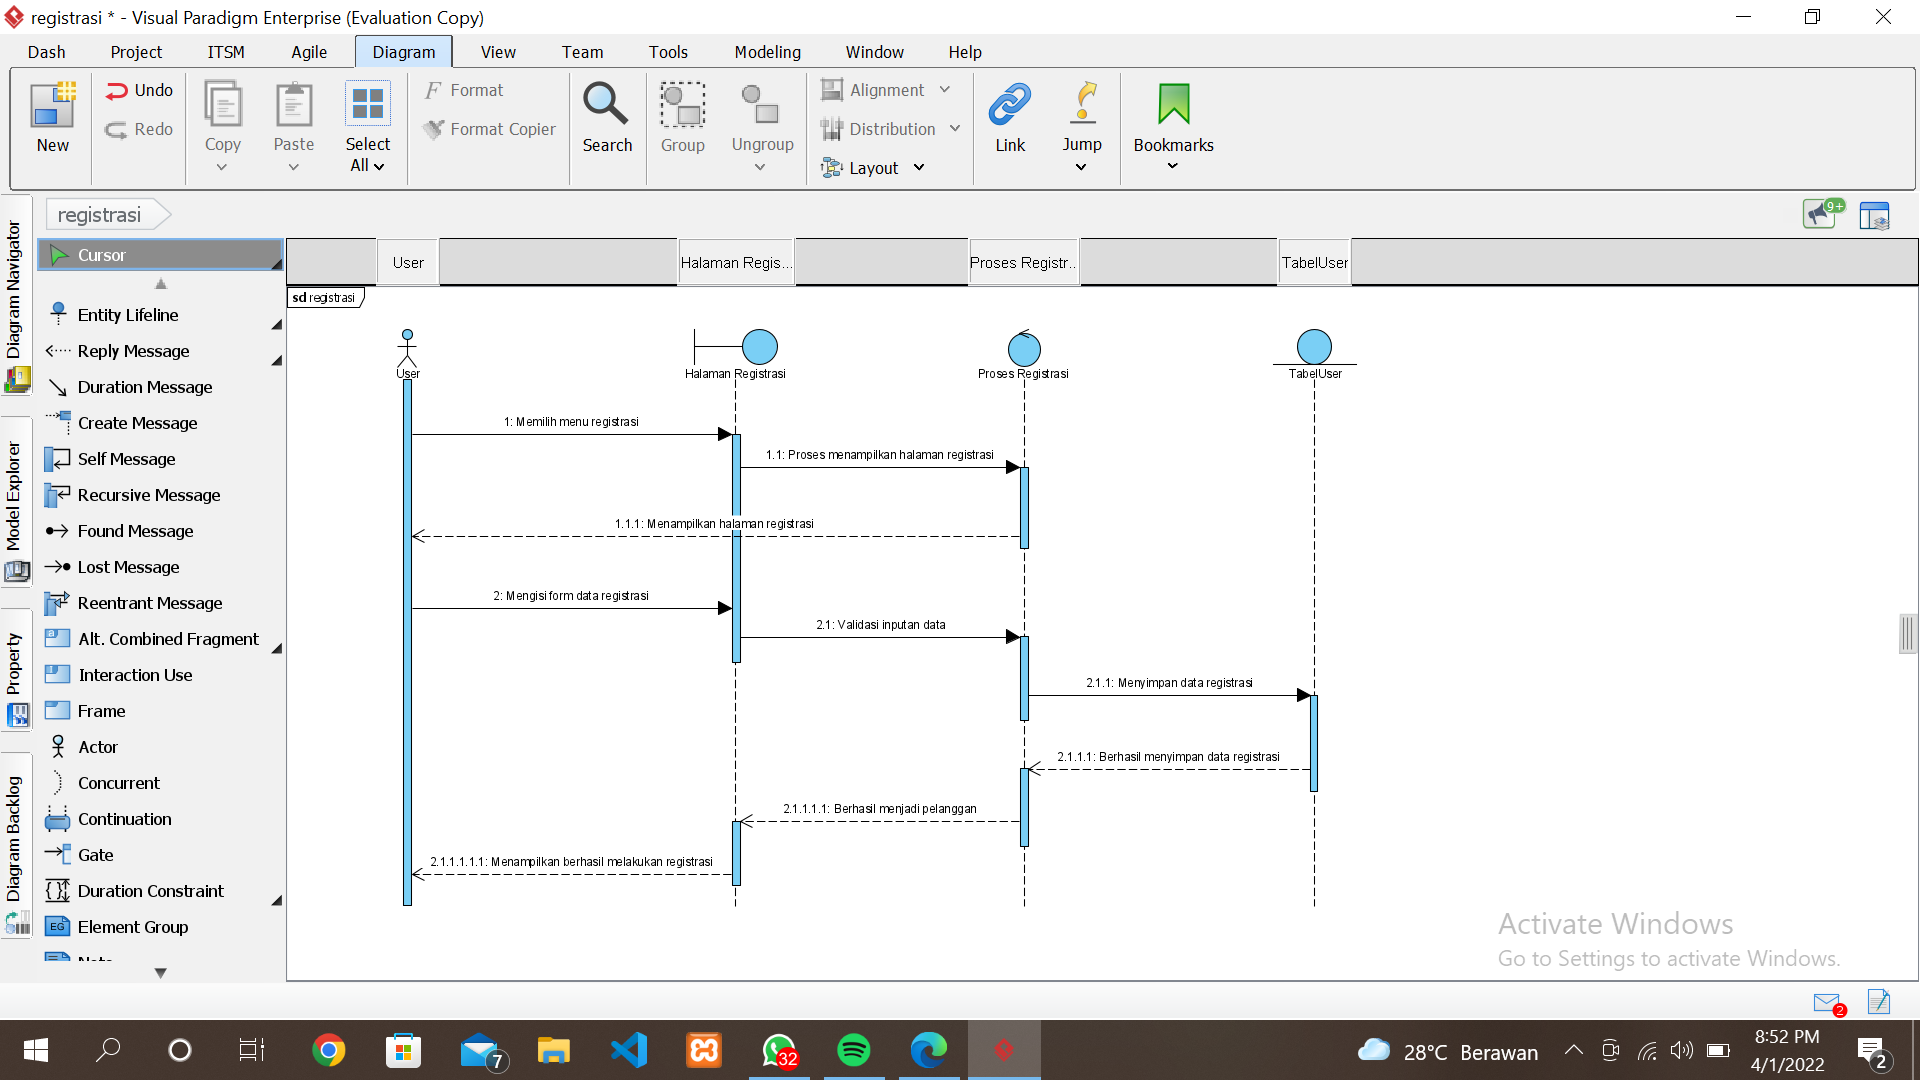 registrasi * - Visual Paradigm Enterprise (Evaluation Copy)
Dash Project ITSM Agile Diagram View Team Tools Modeling Window Help
New
Undo
Redo
Copy
Paste
Select
All
Format
Format Copier
Search
Group
Ungroup
Alignment
Distribution
Layout
Link
Jump
Bookmarks
registrasi
9+
Diagram Navigator
Model Explorer
Property
Diagram Backlog
Cursor
Entity Lifeline
Reply Message
Duration Message
Create Message
Self Message
Recursive Message
Found Message
Lost Message
Reentrant Message
a
Alt. Combined Fragment
Interaction Use
Frame
Actor
Concurrent
Continuation
Gate
Duration Constraint
EG
Element Group
Note
User
Halaman Regis...
Proses Registr..
TabelUser
sd registrasi
User
Halaman Registrasi
Proses Registrasi
TabelUser
1: Memilih menu registrasi
1.1: Proses menampilkan halaman registrasi
1.1.1: Menampilkan halaman registrasi
2: Mengisi form data registrasi
2.1: Validasi inputan data
2.1.1: Menyimpan data registrasi
2.1.1.1: Berhasil menyimpan data registrasi
2.1.1.1.1: Berhasil menjadi pelanggan
2.1.1.1.1.1: Menampilkan berhasil melakukan registrasi
Activate Windows
Go to Settings to activate Windows.
2
7
32
28°C Berawan
8:52 PM
4/1/2022
2